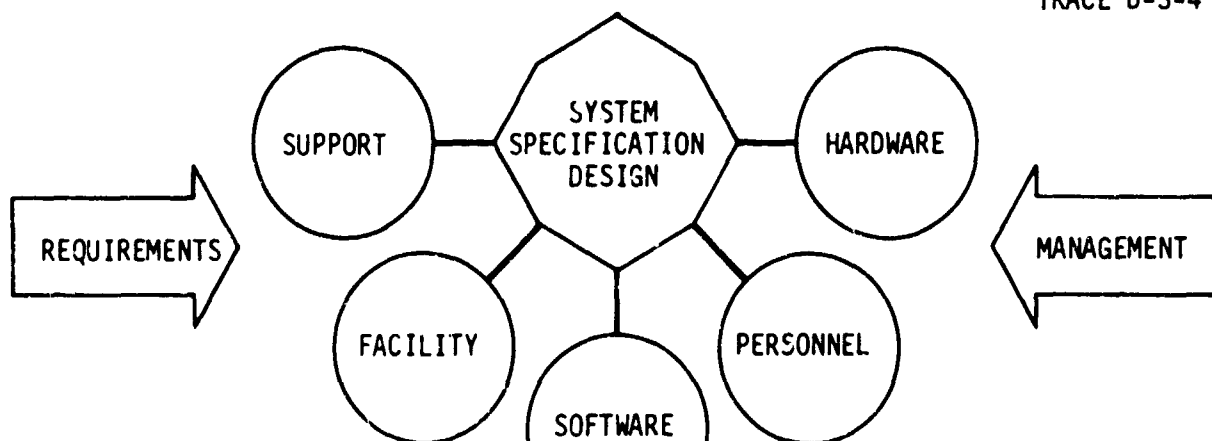 TRACE D-3-4
SYSTEM
SPECIFICATION
DESIGN
SUPPORT
HARDWARE
REQUIREMENTS
MANAGEMENT
FACILITY
PERSONNEL
SOFTWARE